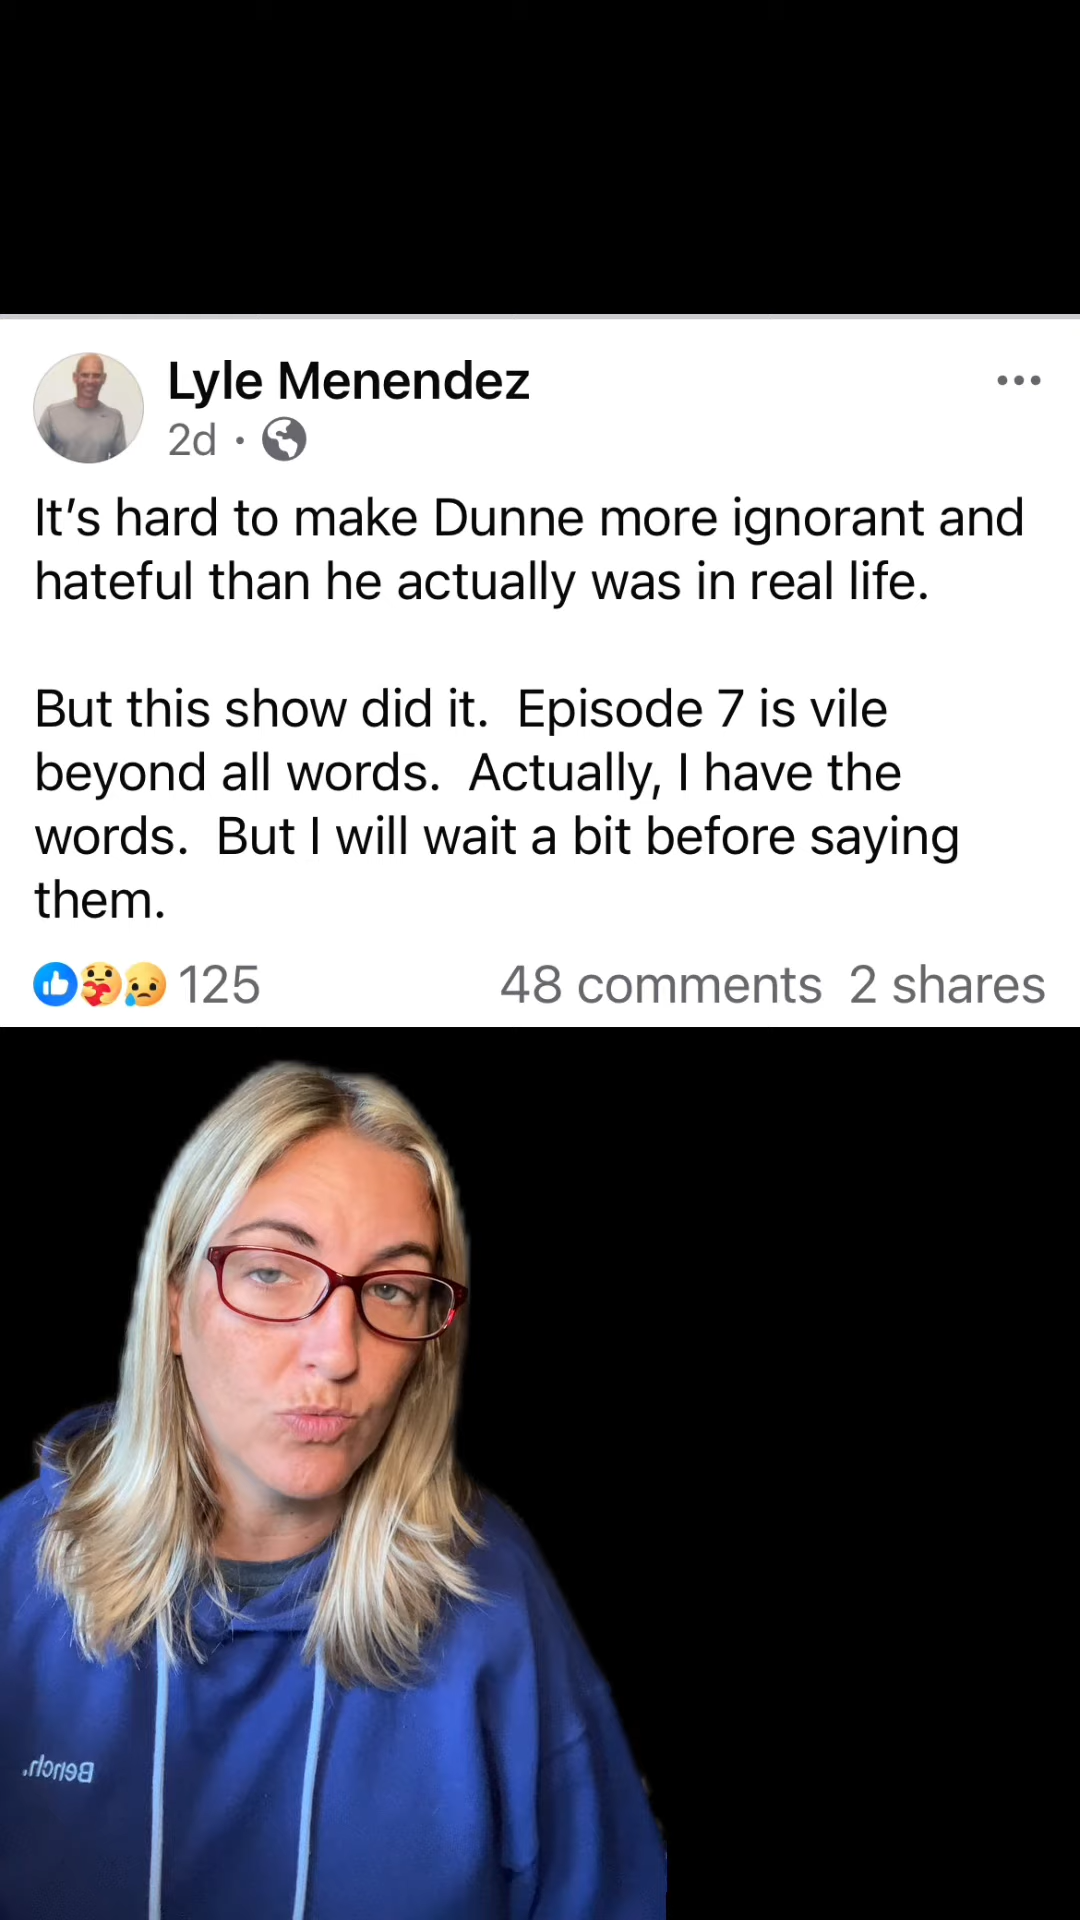 Lyle Menendez
2d ·
It’s hard to make Dunne more ignorant and
hateful than he actually was in real life.
But this show did it.  Episode 7 is vile
beyond all words.  Actually, I have the
words.  But I will wait a bit before saying
them.
125
48 comments  2 shares
Bench.